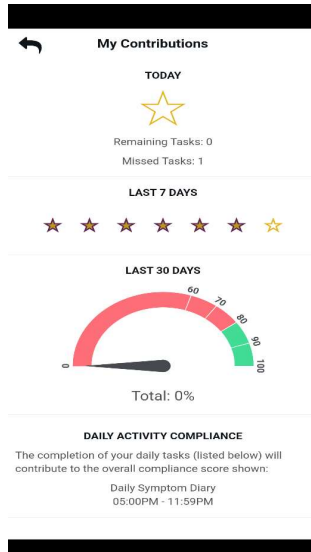 My Contributions
TODAY
Remaining Tasks: 0
Missed Tasks: 1
LAST 7 DAYS
LAST 30 DAYS
60
70
80
90
0
100
Total: 0%
DAILY ACTIVITY COMPLIANCE
The completion of your daily tasks (listed below) will
contribute to the overall compliance score shown:
Daily Symptom Diary
05:00PM - 11:59PM